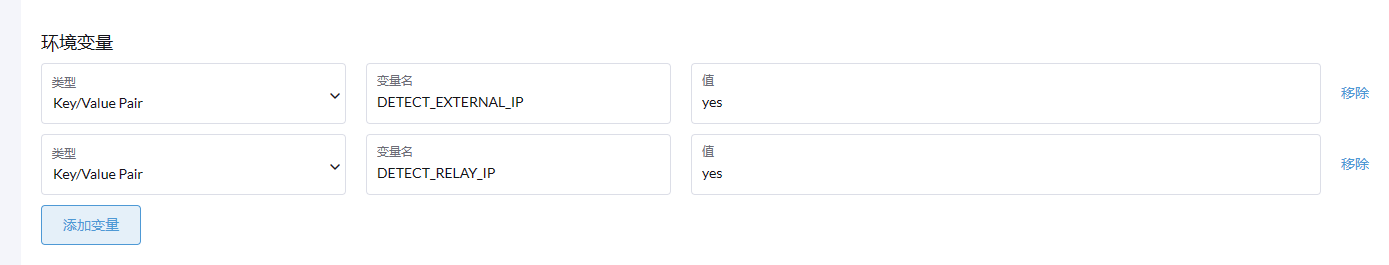 环境变量
类型
Key/Value Pair
变量名
DETECT_EXTERNAL_IP
值
yes
移除
类型
Key/Value Pair
变量名
DETECT_RELAY_IP
值
yes
移除
添加变量